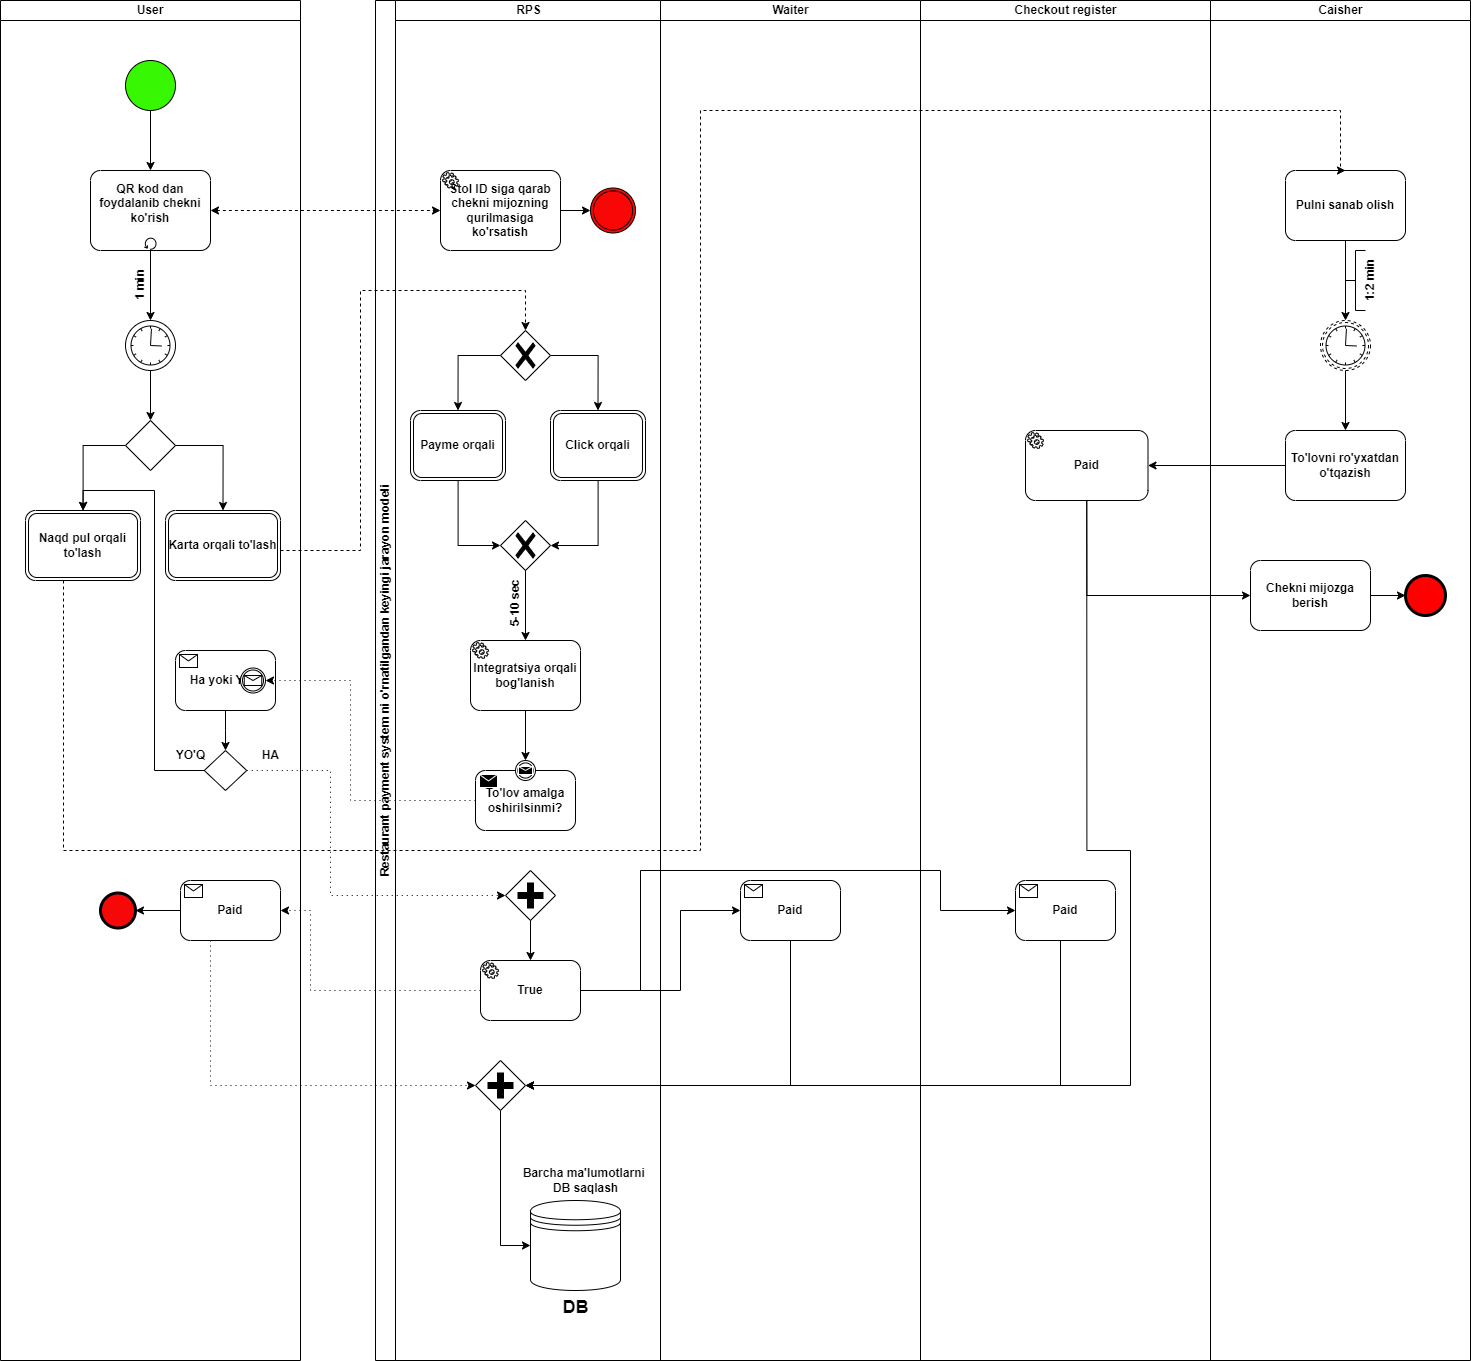 User
RPS
Waiter
Checkout register
Caisher
QR kod dan
foydalanib chekni
ko'rish
Stol ID siga qarab
chekni mijozning
qurilmasiga
ko'rsatish
Pulni sanab olish
1 min
1:2 min
Payme orqali
Click orqali
Paid
To'lovni ro'yxatdan
o'tqazish
Naqd pul orqali
to'lash
Karta orqali to'lash
Restaurant payment system ni o'rnatilgandan keyingi jarayon modeli
5-10 sec
Chekni mijozga
berish
Ha yoki Y
Integratsiya orqali
bog'lanish
YO'Q
HA
To'lov amalga
oshirilsinmi?
Paid
Paid
Paid
True
Barcha ma'lumotlarni
DB saqlash
DB